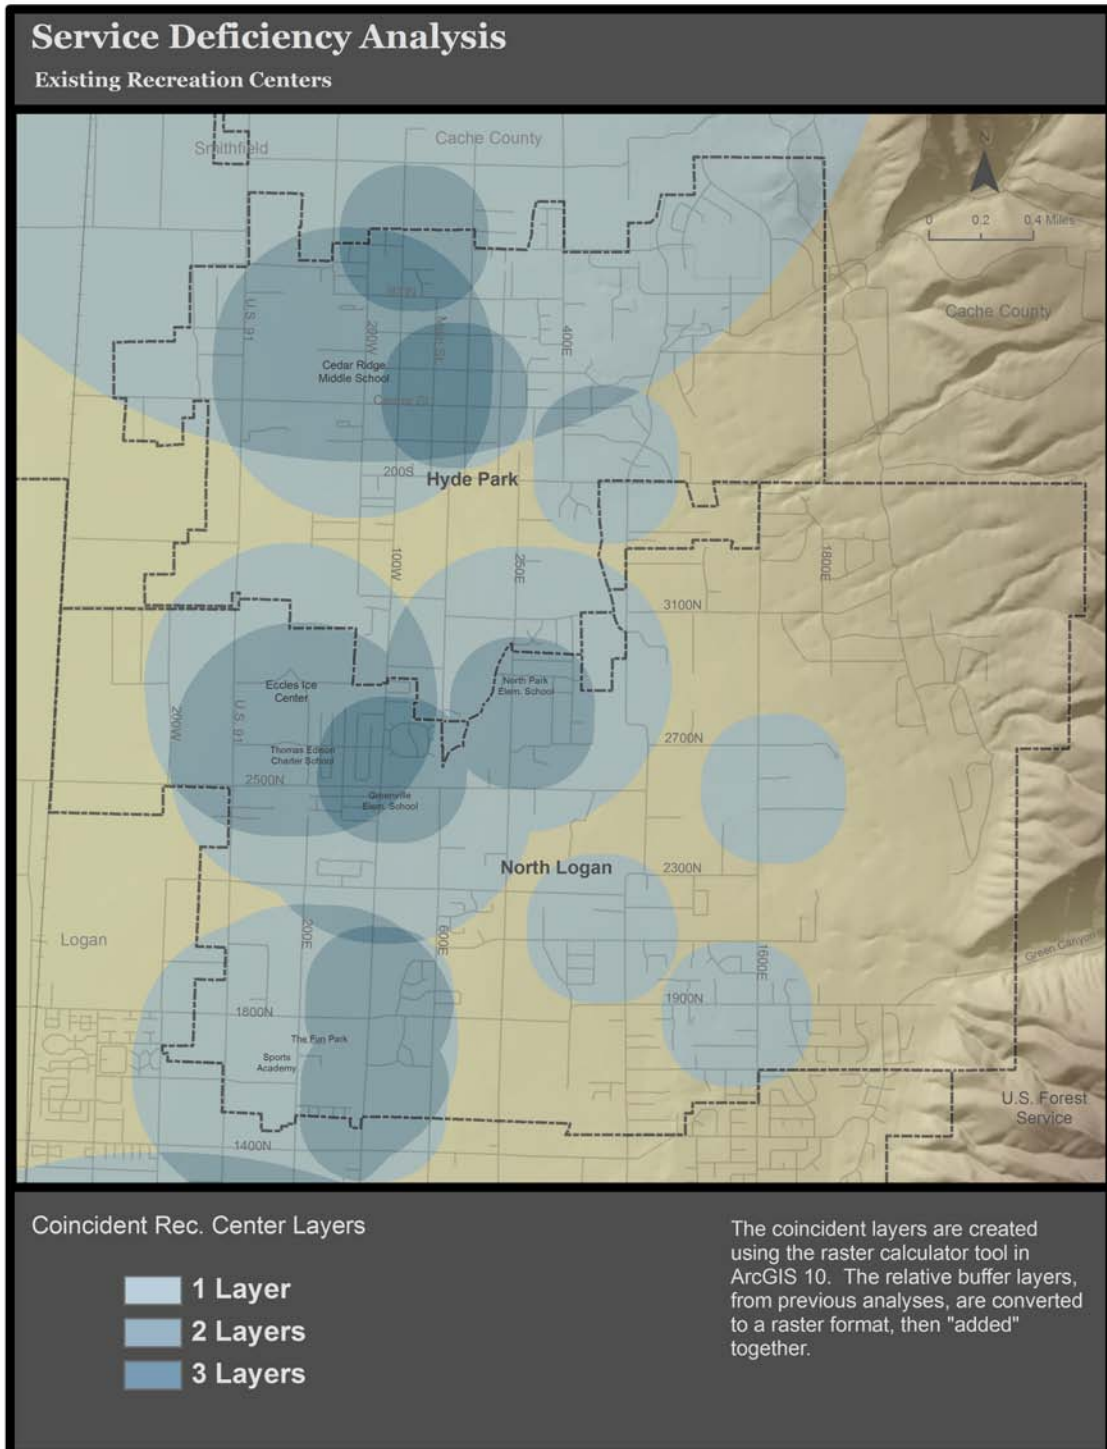 Service Deficiency Analysis
Existing Recreation Centers
Smithfield
Cache County
N
0 0.2 0.4 Miles
Cache County
U.S. 91
200W
Main St.
400E
Cedar Ridge
Middle School
Center St.
200S
Hyde Park
100W
250E
1800E
3100N
Eccles Ice
Center
North Park
Elem. School
200W
U.S. 91
2700N
Thomas Edison
Charter School
2500N
Greenville
Elem. School
North Logan
2300N
Logan
200E
600E
1600E
Green Canyon
1900N
1800N
The Fun Park
Sports
Academy
U.S. Forest
Service
1400N
Coincident Rec. Center Layers
1 Layer
2 Layers
3 Layers
The coincident layers are created
using the raster calculator tool in
ArcGIS 10. The relative buffer layers,
from previous analyses, are converted
to a raster format, then "added"
together.